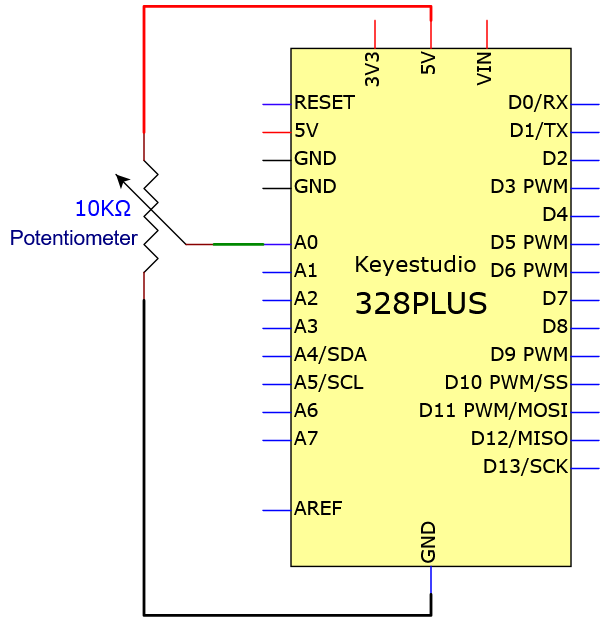 3V3
5V
VIN
RESET
5V
GND
GND
A0
A1
A2
A3
A4/SDA
A5/SCL
A6
A7
AREF
10KΩ
Potentiometer
Keyestudio
328PLUS
D0/RX
D1/TX
D2
D3 PWM
D4
D5 PWM
D6 PWM
D7
D8
D9 PWM
D10 PWM/SS
D11 PWM/MOSI
D12/MISO
D13/SCK
GND